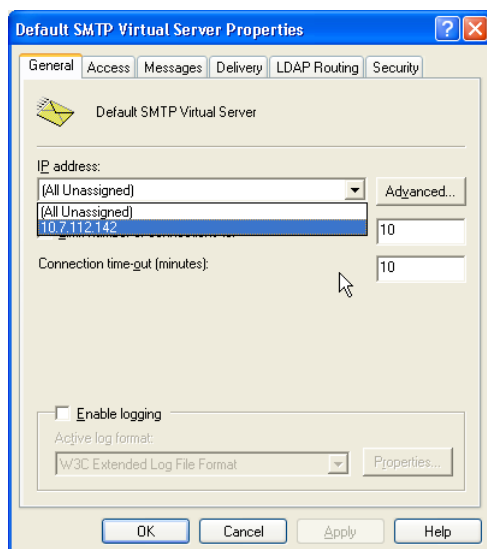 Default SMTP Virtual Server Properties
General Access Messages Delivery LDAP Routing Security
Default SMTP Virtual Server
IP address:
(All Unassigned) Advanced...
(All Unassigned)
10.7.112.142
10
Connection time-out (minutes): 10
Enable logging
Active log format:
W3C Extended Log File Format Properties...
OK Cancel Apply Help